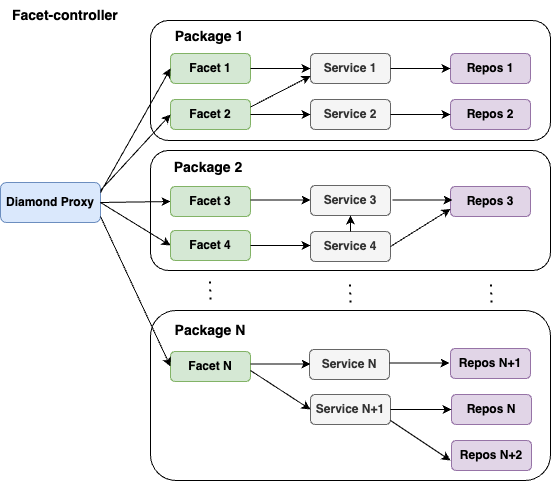 Facet-controller
Package 1
Facet 1
Service 1
Repos 1
Facet 2
Service 2
Repos 2
Diamond Proxy
Package 2
Facet 3
Service 3
Repos 3
Facet 4
Service 4
Package N
Facet N
Service N
Repos N+1
Service N+1
Repos N
Repos N+2